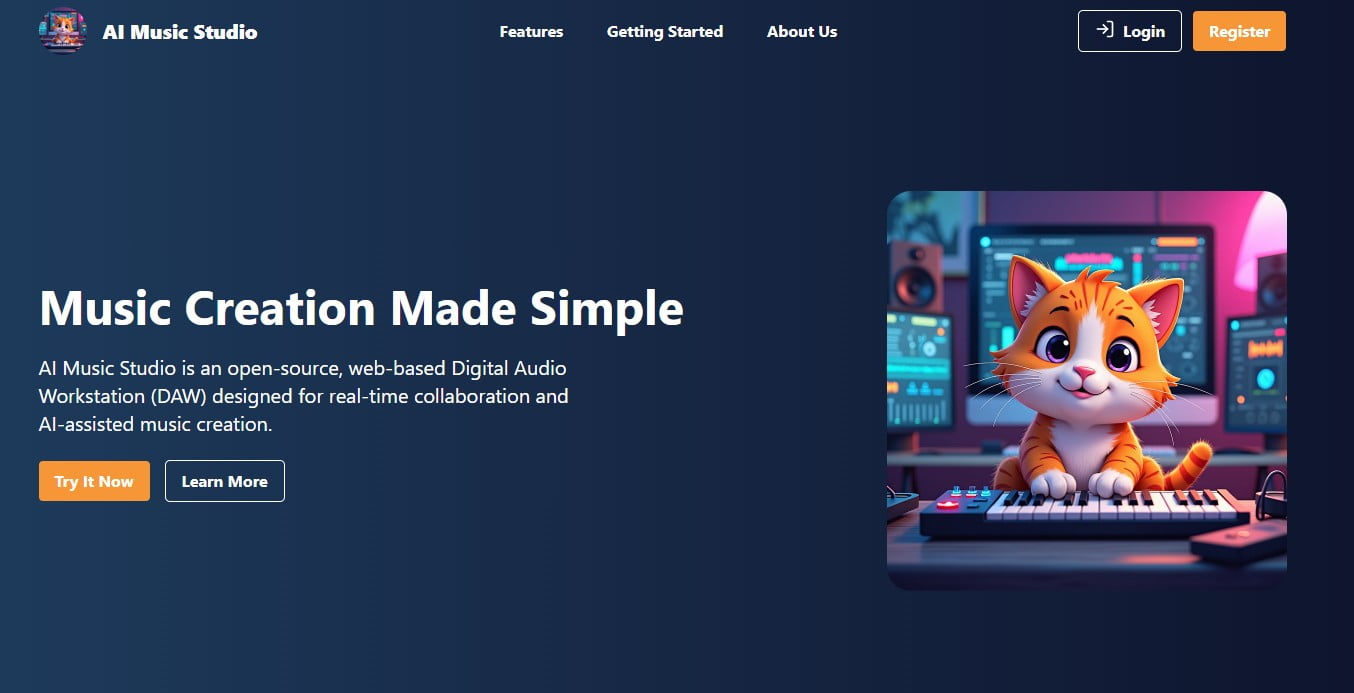 AI Music Studio
Features
Getting Started
About Us
Login
Register
Music Creation Made Simple
AI Music Studio is an open-source, web-based Digital Audio
Workstation (DAW) designed for real-time collaboration and
AI-assisted music creation.
Try It Now
Learn More